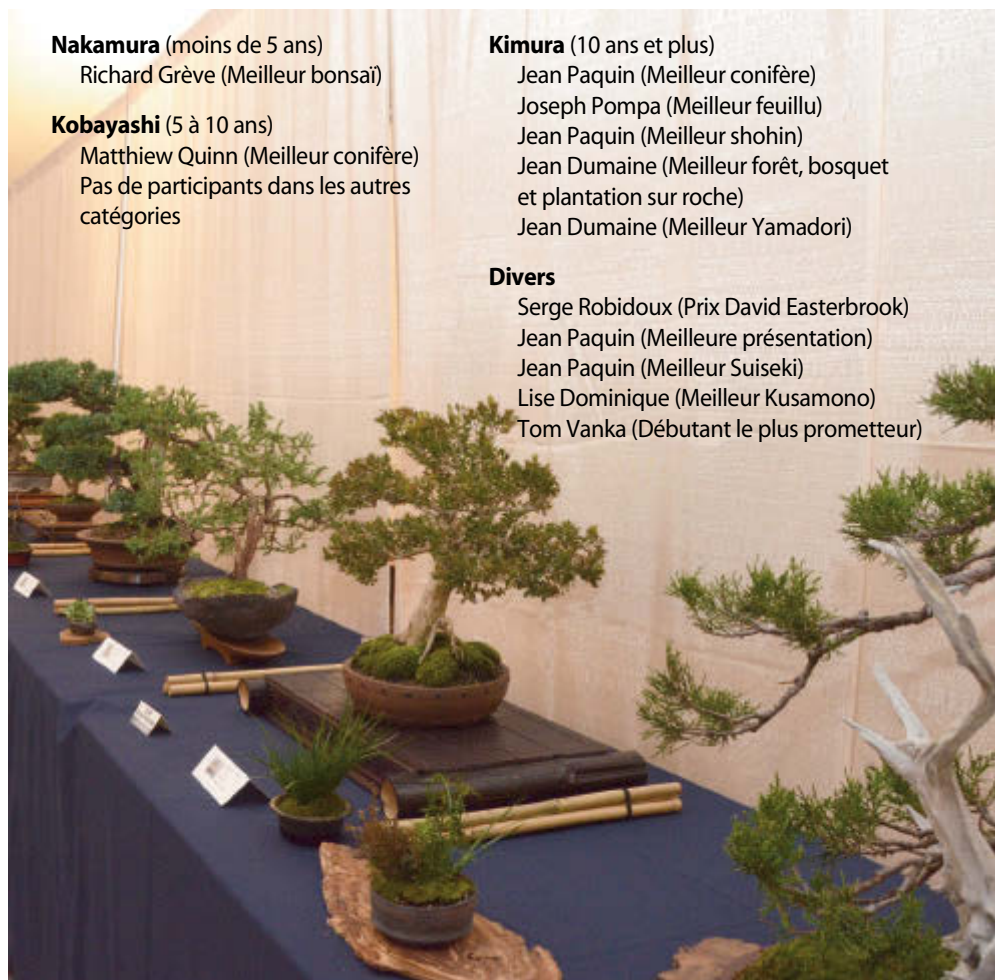 Nakamura (moins de 5 ans)
Richard Grève (Meilleur bonsaï)
Kobayashi (5 à 10 ans)
Matthiew Quinn (Meilleur conifère)
Pas de participants dans les autres
catégories
Kimura (10 ans et plus)
Jean Paquin (Meilleur conifère)
Joseph Pompa (Meilleur feuillu)
Jean Paquin (Meilleur shohin)
Jean Dumaine (Meilleur forêt, bosquet
et plantation sur roche)
Jean Dumaine (Meilleur Yamadori)
Divers
Serge Robidoux (Prix David Easterbrook)
Jean Paquin (Meilleure présentation)
Jean Paquin (Meilleur Suiseki)
Lise Dominique (Meilleur Kusamono)
Tom Vanka (Débutant le plus prometteur)